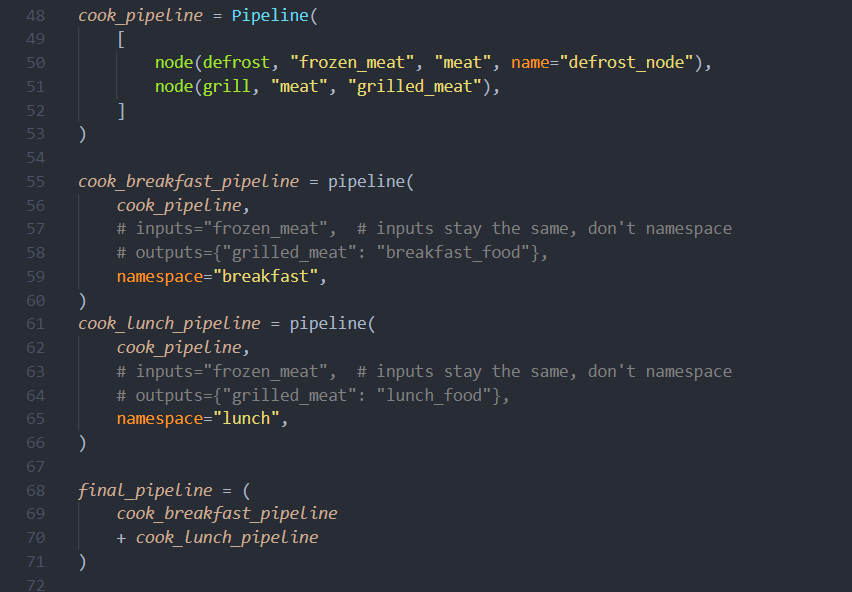 48 cook_pipeline = Pipeline(
49     [
50         node(defrost, "frozen_meat", "meat", name="defrost_node"),
51         node(grill, "meat", "grilled_meat"),
52     ]
53 )
54
55 cook_breakfast_pipeline = pipeline(
56     cook_pipeline,
57     # inputs="frozen_meat",  # inputs stay the same, don't namespace
58     # outputs={"grilled_meat": "breakfast_food"},
59     namespace="breakfast",
60 )
61 cook_lunch_pipeline = pipeline(
62     cook_pipeline,
63     # inputs="frozen_meat",  # inputs stay the same, don't namespace
64     # outputs={"grilled_meat": "lunch_food"},
65     namespace="lunch",
66 )
67
68 final_pipeline = (
69     cook_breakfast_pipeline
70     + cook_lunch_pipeline
71 )
72